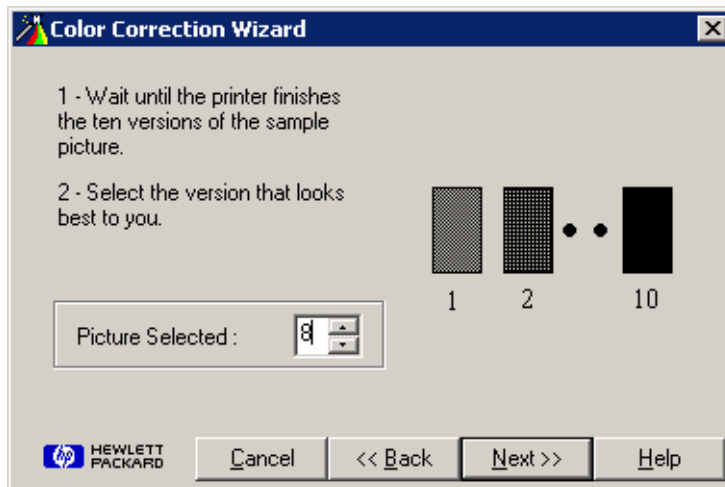 Color Correction Wizard
1 - Wait until the printer finishes
the ten versions of the sample
picture.
2 - Select the version that looks
best to you.
1 2 10
Picture Selected : 8
hp HEWLETT
PACKARD
Cancel << Back Next >> Help